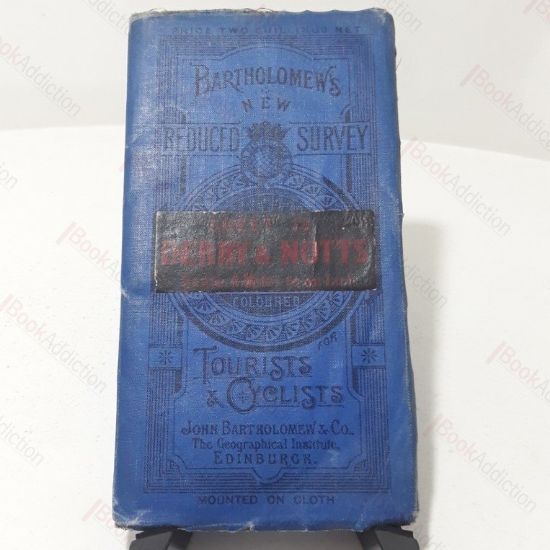 PRICE TWO SHILLINGS NET
BARTHOLOMEW'S
NEW
REDUCED SURVEY
DERBY & NOTTS
COLOURED
FOR
TOURISTS
& CYCLISTS
JOHN BARTHOLOMEW & Co.,
The Geographical Institute,
EDINBURGH.
MOUNTED ON CLOTH
BookAddiction